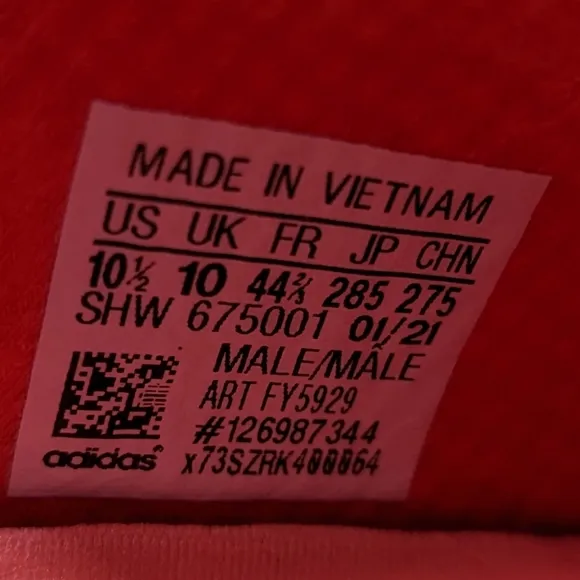 MADE IN VIETNAM
US UK FR JP CHN
10½ 10 44⅔ 285 275
SHW 675001 01/21
MALE/MÂLE
ART FY5929
#126987344
adidas x73SZRK400064